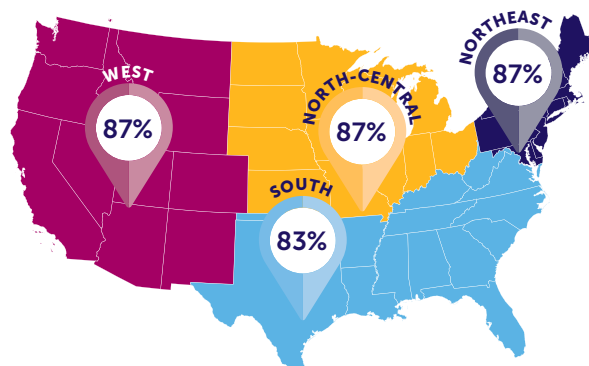 NORTHEAST
87%
WEST
87%
NORTH-CENTRAL
87%
SOUTH
83%